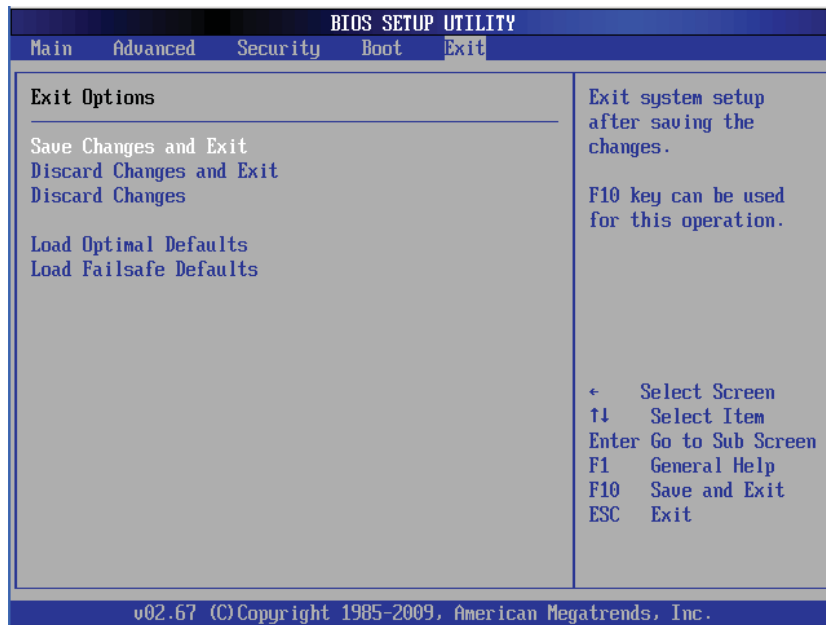 BIOS SETUP UTILITY
Main Advanced Security Boot Exit
Exit Options
Save Changes and Exit
Discard Changes and Exit
Discard Changes
Load Optimal Defaults
Load Failsafe Defaults
Exit system setup
after saving the
changes.
F10 key can be used
for this operation.
← Select Screen
↑↓ Select Item
Enter Go to Sub Screen
F1 General Help
F10 Save and Exit
ESC Exit
v02.67 (C)Copyright 1985-2009, American Megatrends, Inc.